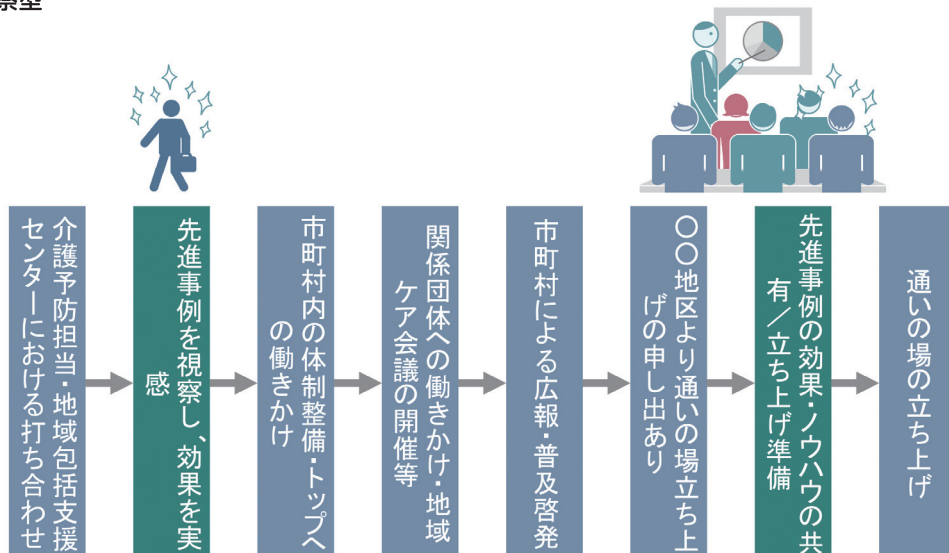 察型
介護予防担当・地域包括支援
センターにおける打ち合わせ
先進事例を視察し、効果を実
感
市町村内の体制整備・トップへ
の働きかけ
関係団体への働きかけ・地域
ケア会議の開催等
市町村による広報・普及啓発
〇〇地区より通いの場立ち上
げの申し出あり
先進事例の効果・ノウハウの共
有／立ち上げ準備
通いの場の立ち上げ